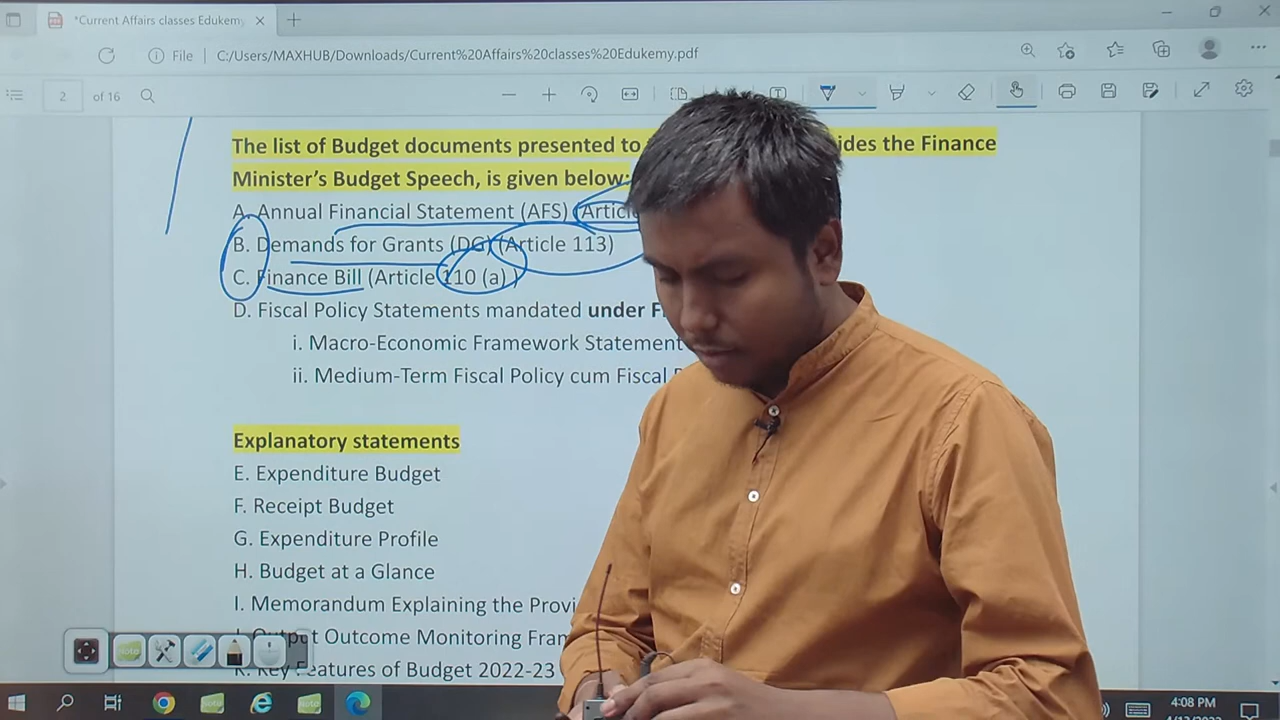 *Current Affairs classes Edukemy
File C:/Users/MAXHUB/Downloads/Current%20Affairs%20classes%20Edukemy.pdf
2 of 16
The list of Budget documents presented to ides the Finance
Minister's Budget Speech, is given below:
A. Annual Financial Statement (AFS) (Article
B. Demands for Grants (DG) (Article 113)
C. Finance Bill (Article 110 (a) )
D. Fiscal Policy Statements mandated under F
i. Macro-Economic Framework Statement
ii. Medium-Term Fiscal Policy cum Fiscal
Explanatory statements
E. Expenditure Budget
F. Receipt Budget
G. Expenditure Profile
H. Budget at a Glance
I. Memorandum Explaining the Provi
J. Output Outcome Monitoring Fram
K. Key Features of Budget 2022-23
Note
4:08 PM